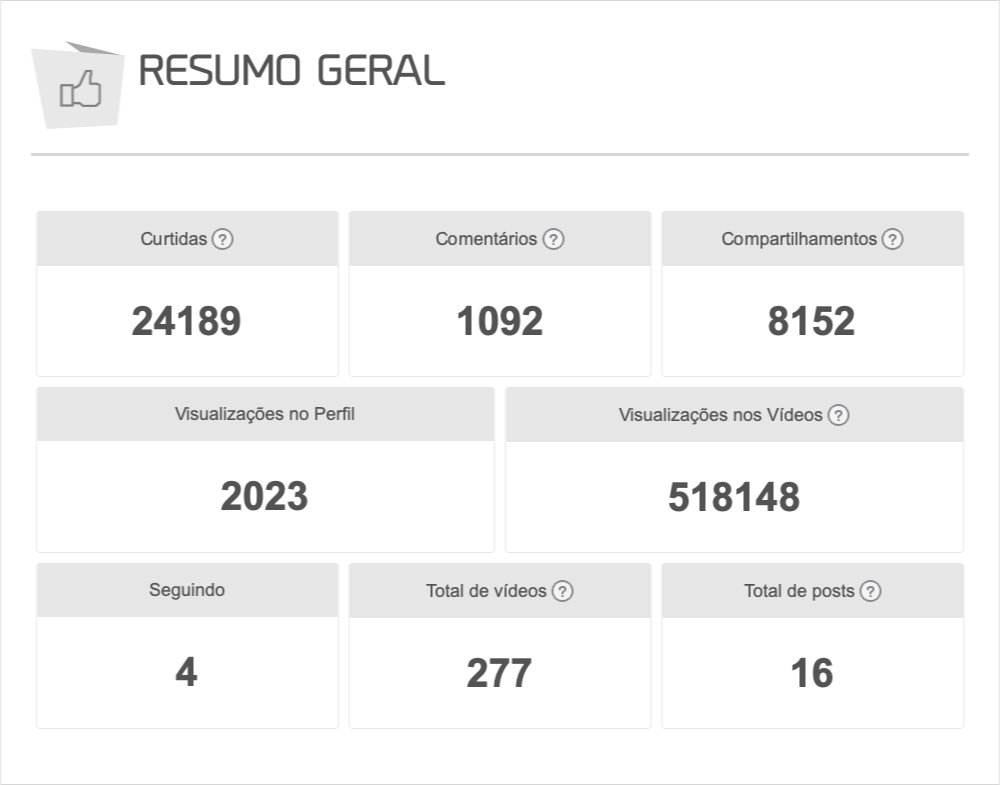 RESUMO GERAL
Curtidas ?
Comentários ?
Compartilhamentos ?
24189
1092
8152
Visualizações no Perfil
Visualizações nos Vídeos ?
2023
518148
Seguindo
Total de vídeos ?
Total de posts ?
4
277
16